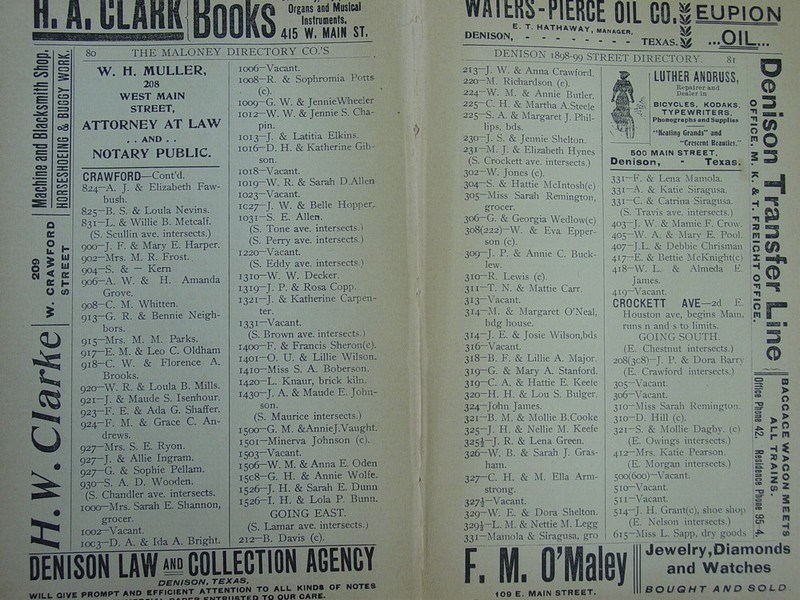 H. A. CLARK
BOOKS
Organs and Musical
Instruments.
415 W. MAIN ST.
80 THE MALONEY DIRECTORY CO.'S
Machine and Blacksmith Shop.
HORSESHOEING & BUGGY WORK.
209
W. CRAWFORD
STREET
H.W. Clarke
W. H. MULLER,
208
WEST MAIN
STREET,
ATTORNEY AT LAW
. . AND . .
NOTARY PUBLIC.
CRAWFORD—Cont'd.
824—A. J. & Elizabeth Faw-
bush.
825—B. S. & Loula Nevins.
831—L. & Willie B. Metcalf.
(S. Scullin ave. intersects.)
900—J. F. & Mary E. Harper.
902—Mrs. M. R. Frost.
904—S. & — Kern
906—A. W. & H. Amanda
Grove.
908—C. M. Whitten.
913—G. R. & Bennie Neigh-
bors.
915—Mrs. M. M. Parks.
917—E. M. & Leo C. Oldham
918—C. W. & Florence A.
Brooks.
920—W. R. & Loula B. Mills.
921—J. & Maude S. Isenhour.
923—F. E. & Ada G. Shaffer.
924—F. M. & Grace C. An-
drews.
927—Mrs. S. E. Ryon.
927—J. & Allie Ingram.
927—G. & Sophie Pellam.
930—S. A. D. Wooden.
(S. Chandler ave. intersects.
1000—Mrs. Sarah E. Shannon,
grocer.
1002—Vacant.
1003—D. A. & Ida A. Bright.
1006—Vacant.
1008—R. & Sophromia Potts
(c).
1009—G. W. & JennieWheeler
1012—W. W. & Jennie S. Cha-
pin.
1013—J. & Latitia Elkins.
1016—D. H. & Katherine Gib-
son.
1018—Vacant.
1019—W. R. & Sarah D.Allen
1023—Vacant.
1027—J. W. & Belle Hopper.
1031—S. E. Allen.
(S. Tone ave. intersects.)
(S. Perry ave. intersects.)
1220—Vacant.
(S. Eddy ave. intersects.)
1310—W. W. Decker.
1319—J. P. & Rosa Copp.
1321—J. & Katherine Carpen-
ter.
1331—Vacant.
(S. Brown ave. intersects.)
1400—F. & Francis Sheron(c).
1401—O. U. & Lillie Wilson.
1410—Miss S. A. Boberson.
1420—L. Knaur, brick kiln.
1430—J. A. & Maude E. John-
son.
(S. Maurice intersects.)
1500—G. M. &AnnieJ.Vaught.
1501—Minerva Johnson (c).
1503—Vacant.
1506—W. M. & Anna E. Oden
1508—G. H. & Annie Wolfe.
1526—J. H. & Sarah E. Dunn
1526—I. H. & Lola P. Bunn.
GOING EAST.
(S. Lamar ave. intersects.)
212—B. Davis (c).
DENISON LAW AND COLLECTION AGENCY
DENISON, TEXAS,
WILL GIVE PROMPT AND EFFICIENT ATTENTION TO ALL KINDS OF NOTES
PAPER ENTRUSTED TO OUR CARE.
WATERS-PIERCE OIL CO.
E. T. HATHAWAY, MANAGER.
DENISON, - - - - - - - - TEXAS.
EUPION
...OIL...
DENISON 1898-99 STREET DIRECTORY. 81
213—J. W. & Anna Crawford.
220—M. Richardson (c).
224—W. M. & Annie Butler.
225—C. H. & Martha A.Steele
225—S. A. & Margaret J. Phil-
lips, bds.
230—J. S. & Jennie Shelton.
231—M. J. & Elizabeth Hynes
(S. Crockett ave. intersects.)
302—W. Jones (c).
304—S. & Hattie McIntosh(c)
305—Miss Sarah Remington,
grocer.
306—G. & Georgia Wedlow(c)
308(222)—W. & Eva Epper-
son (c).
309—J. P. & Annie C. Buck-
lew.
310—R. Lewis (c).
311—T. N. & Mattie Carr.
313—Vacant.
314—M. & Margaret O'Neal,
bdg house.
314—J. E. & Josie Wilson,bds
316—Vacant.
318—B. F. & Lillie A. Major.
319—G. & Mary A. Stanford.
319—C. A. & Hattie E. Keefe
320—H. H. & Lou S. Bulger.
324—John James.
321—B. M. & Mollie B.Cooke
325—J. H. & Nellie M. Keefe
325½—J. R. & Lena Green.
326—W. B. & Sarah J. Gras-
ham.
327—C. H. & M. Ella Arm-
strong.
327½—Vacant.
329—W. E. & Dora Shelton.
329½—L. M. & Nettie M. Legg
331—Mamola & Siragusa, gro
LUTHER ANDRUSS,
Repairer and
Dealer in
BICYCLES, KODAKS,
TYPEWRITERS,
Phonographs and Supplies
"Keating Grands" and
"Crescent Beauties."
500 MAIN STREET,
Denison, - Texas.
331—F. & Lena Mamola.
331—A. & Katie Siragusa.
331—C. & Catrina Siragusa.
(S. Travis ave. intersects.)
403—J. W. & Mamie F. Crow.
405—W. A. & Mary E. Pool.
407—J.L. & Debbie Chrisman
417—E. & Bettie McKnight(c)
418—W. L. & Almeda E.
James.
419—Vacant.
CROCKETT AVE—2d E.
Houston ave, begins Main,
runs n and s to limits.
GOING SOUTH.
(E. Chestnut intersects.)
208(308)—J. P. & Dora Barry
(E. Crawford intersects.)
305—Vacant.
306—Vacant.
310—Miss Sarah Remington.
310—D. Hill (c).
321—S. & Mollie Dagby. (c)
(E. Owings intersects.)
412—Mrs. Katie Pearson.
(E. Morgan intersects.)
500(600)—Vacant.
510—Vacant.
511—Vacant.
514—J. H. Grant(c), shoe shop
(E. Nelson intersects.)
615—Miss L. Sapp, dry goods
Denison Transfer Line
OFFICE, M. K. & T. FREIGHT OFFICE.
BAGGAGE WAGON MEETS
ALL TRAINS.
Office Phone 42. Residence Phone 95-4.
F. M. O'Maley
109 E. MAIN STREET.
Jewelry,Diamonds
and Watches
BOUGHT AND SOLD